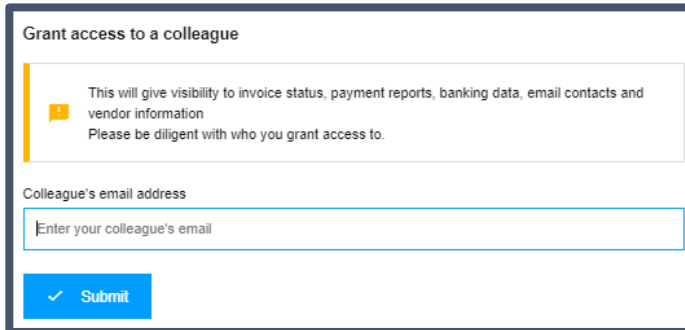 Grant access to a colleague
This will give visibility to invoice status, payment reports, banking data, email contacts and
vendor information
Please be diligent with who you grant access to.
Colleague's email address
Enter your colleague's email
Submit